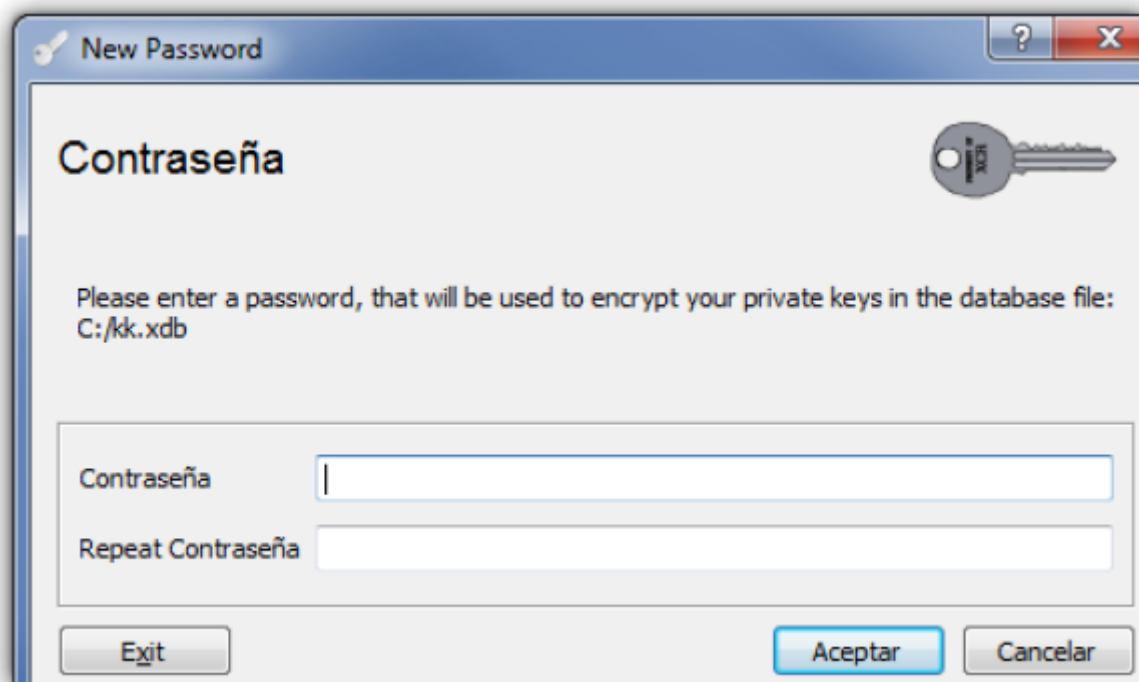 New Password
Contraseña
Please enter a password, that will be used to encrypt your private keys in the database file:
C:/kk.xdb
Contraseña
Repeat Contraseña
Exit
Aceptar
Cancelar